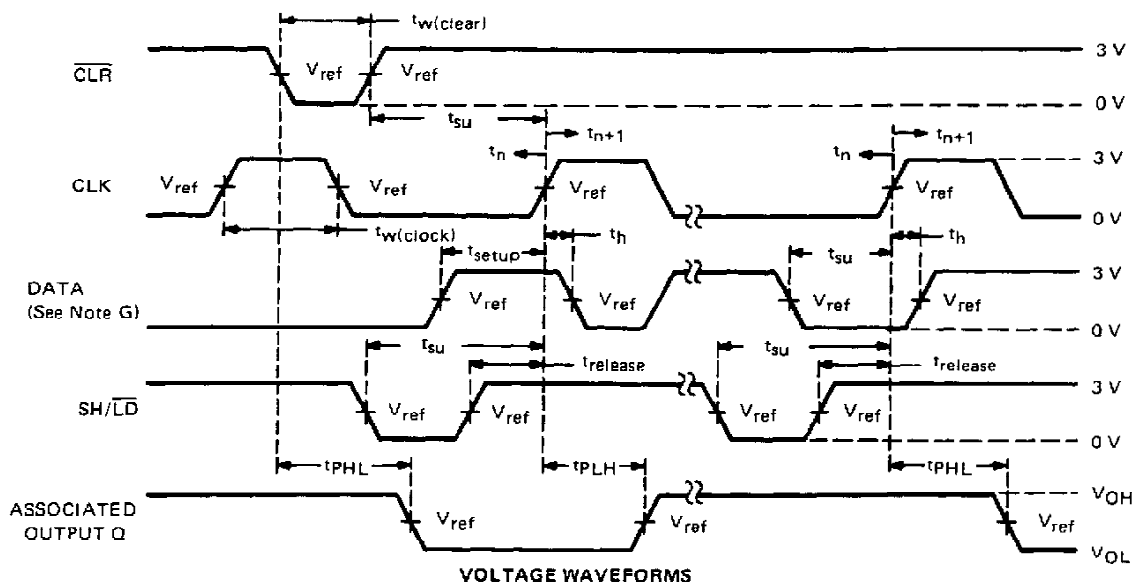 tw(clear)
CLR Vref Vref 3 V
0 V
tsu
tn tn+1 tn tn+1
CLK Vref Vref Vref Vref 3 V
0 V
tw(clock)
tsetup th tsu th
DATA
(See Note G)
Vref Vref Vref Vref 3 V
0 V
tsu trelease tsu trelease
SH/LD Vref Vref Vref Vref 3 V
0 V
tPHL tPLH tPHL
ASSOCIATED
OUTPUT Q
Vref Vref Vref VOH
VOL
VOLTAGE WAVEFORMS